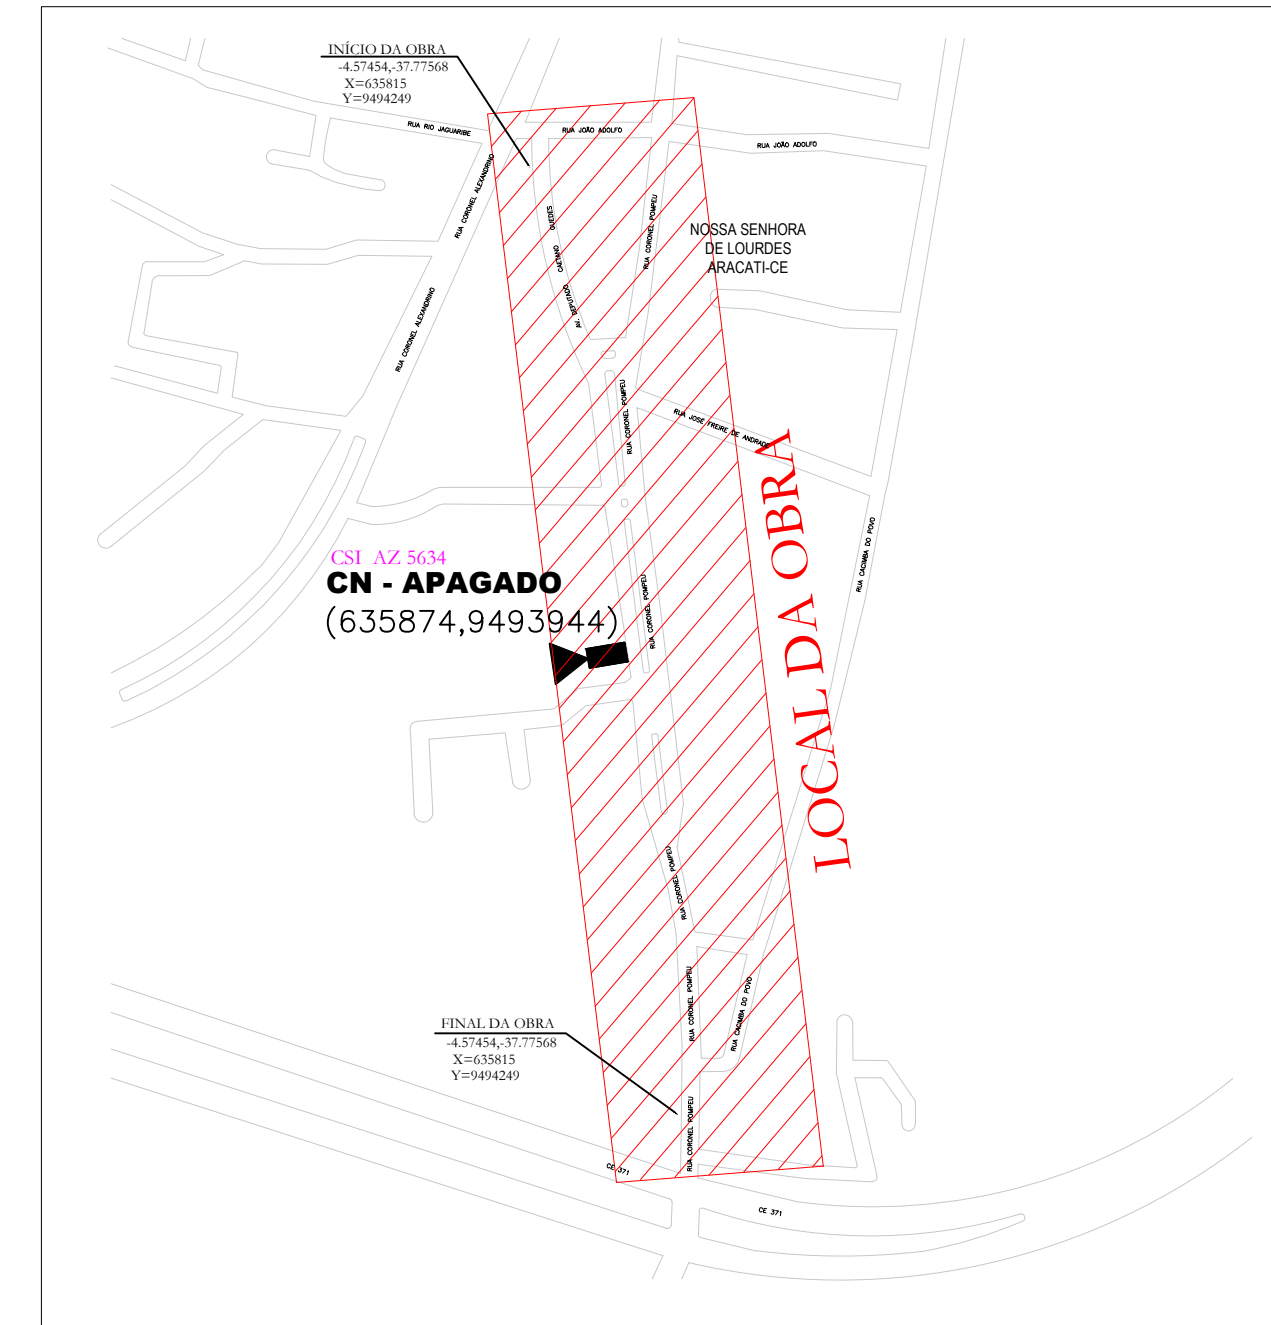 INÍCIO DA OBRA
-4.57454,-37.77568
X=635815
Y=9494249
RUA RIO JAGUARIBE
RUA JOÃO ADOLFO
RUA JOÃO ADOLFO
RUA CORONEL ALEXANDRINO
AV. DEPUTADO CAETANO GUEDES
RUA CORONEL POMPEU
NOSSA SENHORA
DE LOURDES
ARACATI-CE
RUA CORONEL ALEXANDRINO
RUA CORONEL POMPEU
RUA JOSÉ FREIRE DE ANDRADE
LOCAL DA OBRA
RUA CACIMBA DO POVO
CSI AZ 5634
CN - APAGADO
(635874,9493944)
RUA CORONEL POMPEU
RUA CORONEL POMPEU
RUA CORONEL POMPEU
RUA CACIMBA DO POVO
FINAL DA OBRA
-4.57454,-37.77568
X=635815
Y=9494249
RUA CORONEL POMPEU
CE 371
CE 371